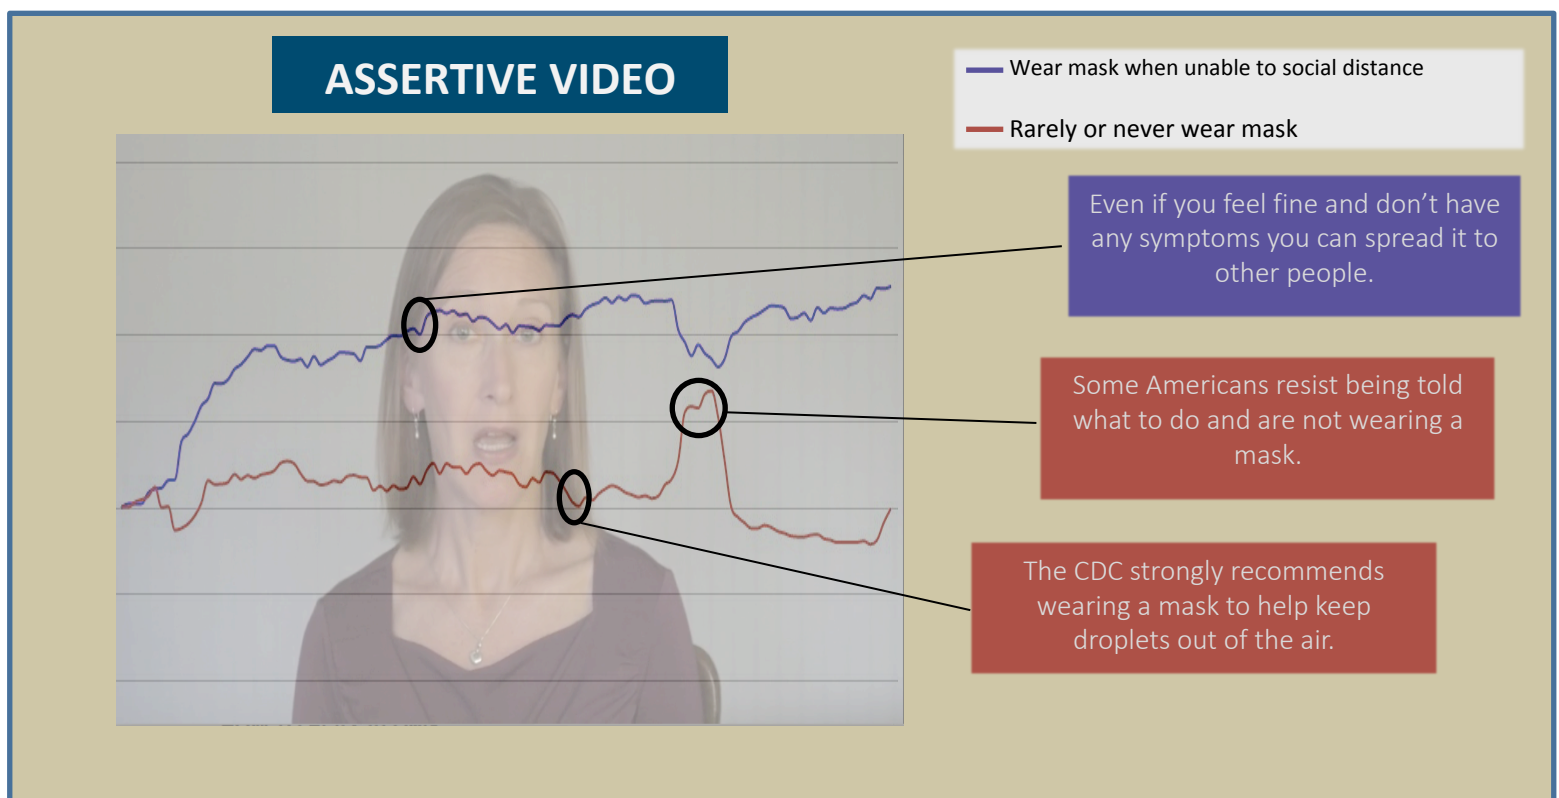 ASSERTIVE VIDEO
Wear mask when unable to social distance
Rarely or never wear mask
Even if you feel fine and don’t have
any symptoms you can spread it to
other people.
Some Americans resist being told
what to do and are not wearing a
mask.
The CDC strongly recommends
wearing a mask to help keep
droplets out of the air.